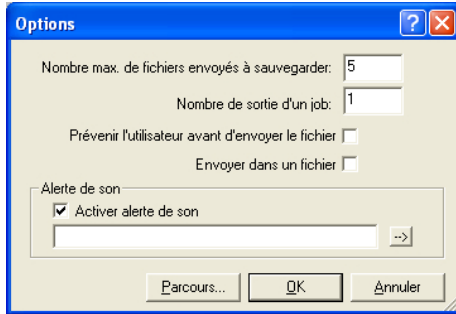 Options
Nombre max. de fichiers envoyés à sauvegarder: 5
Nombre de sortie d'un job: 1
Prévenir l'utilisateur avant d'envoyer le fichier
Envoyer dans un fichier
Alerte de son
Activer alerte de son
-->
Parcours... OK Annuler